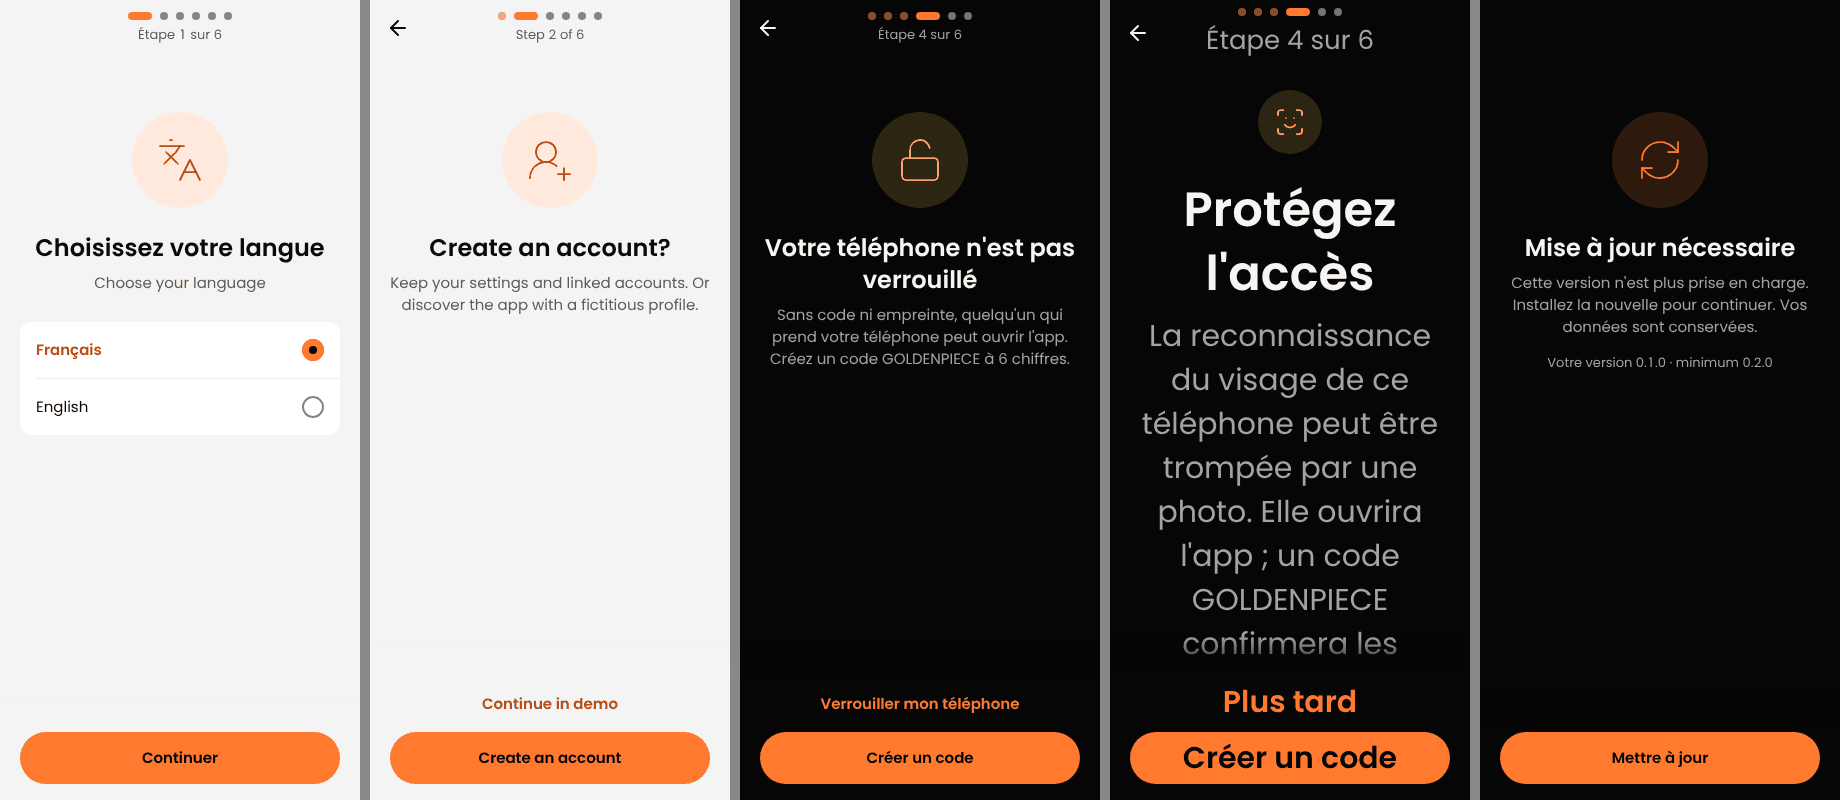 Étape 1 sur 6
Choisissez votre langue
Choose your language
Français
English
Continuer
Step 2 of 6
Create an account?
Keep your settings and linked accounts. Or
discover the app with a fictitious profile.
Continue in demo
Create an account
Étape 4 sur 6
Votre téléphone n'est pas
verrouillé
Sans code ni empreinte, quelqu'un qui
prend votre téléphone peut ouvrir l'app.
Créez un code GOLDENPIECE à 6 chiffres.
Verrouiller mon téléphone
Créer un code
Étape 4 sur 6
Protégez
l'accès
La reconnaissance
du visage de ce
téléphone peut être
trompée par une
photo. Elle ouvrira
l'app ; un code
GOLDENPIECE
confirmera les
Plus tard
Créer un code
Mise à jour nécessaire
Cette version n'est plus prise en charge.
Installez la nouvelle pour continuer. Vos
données sont conservées.
Votre version 0.1.0 · minimum 0.2.0
Mettre à jour